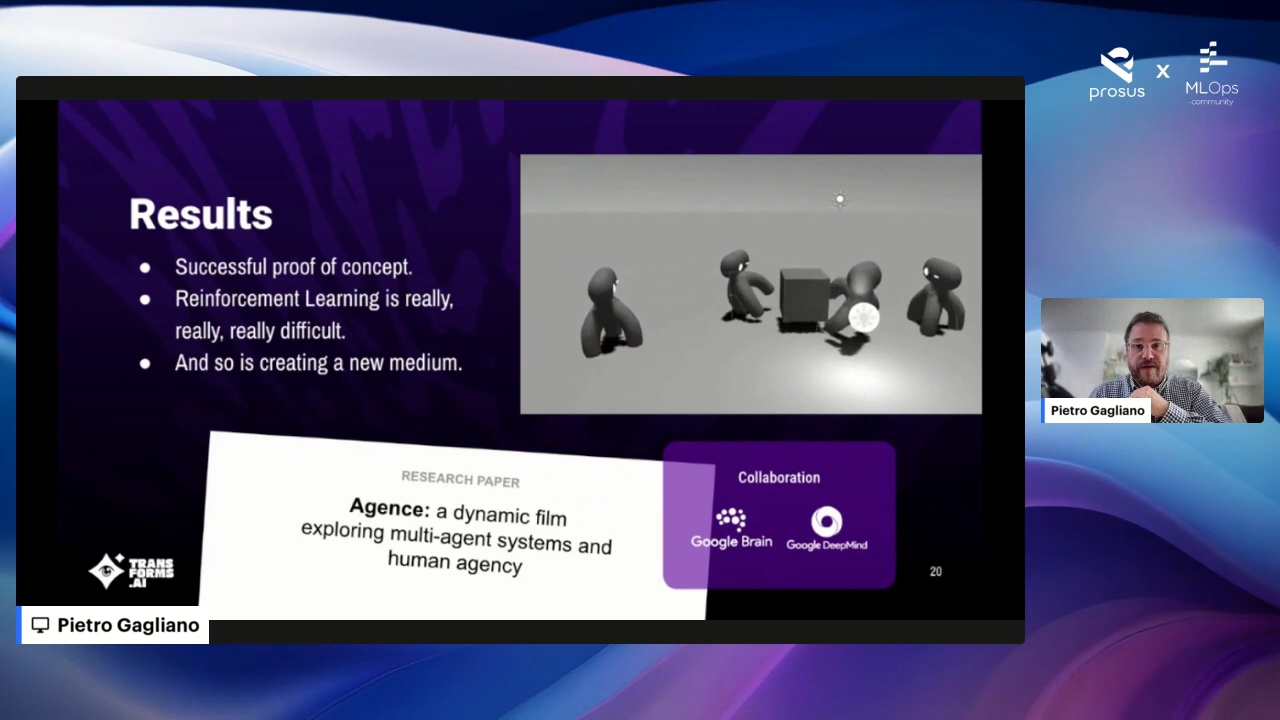 prosus
x
MLOps
community
Results
● Successful proof of concept.
● Reinforcement Learning is really,
really, really difficult.
● And so is creating a new medium.
RESEARCH PAPER
Agence: a dynamic film
exploring multi-agent systems and
human agency
Collaboration
Google Brain
Google DeepMind
TRANS
FORMS
.AI
20
Pietro Gagliano
Pietro Gagliano